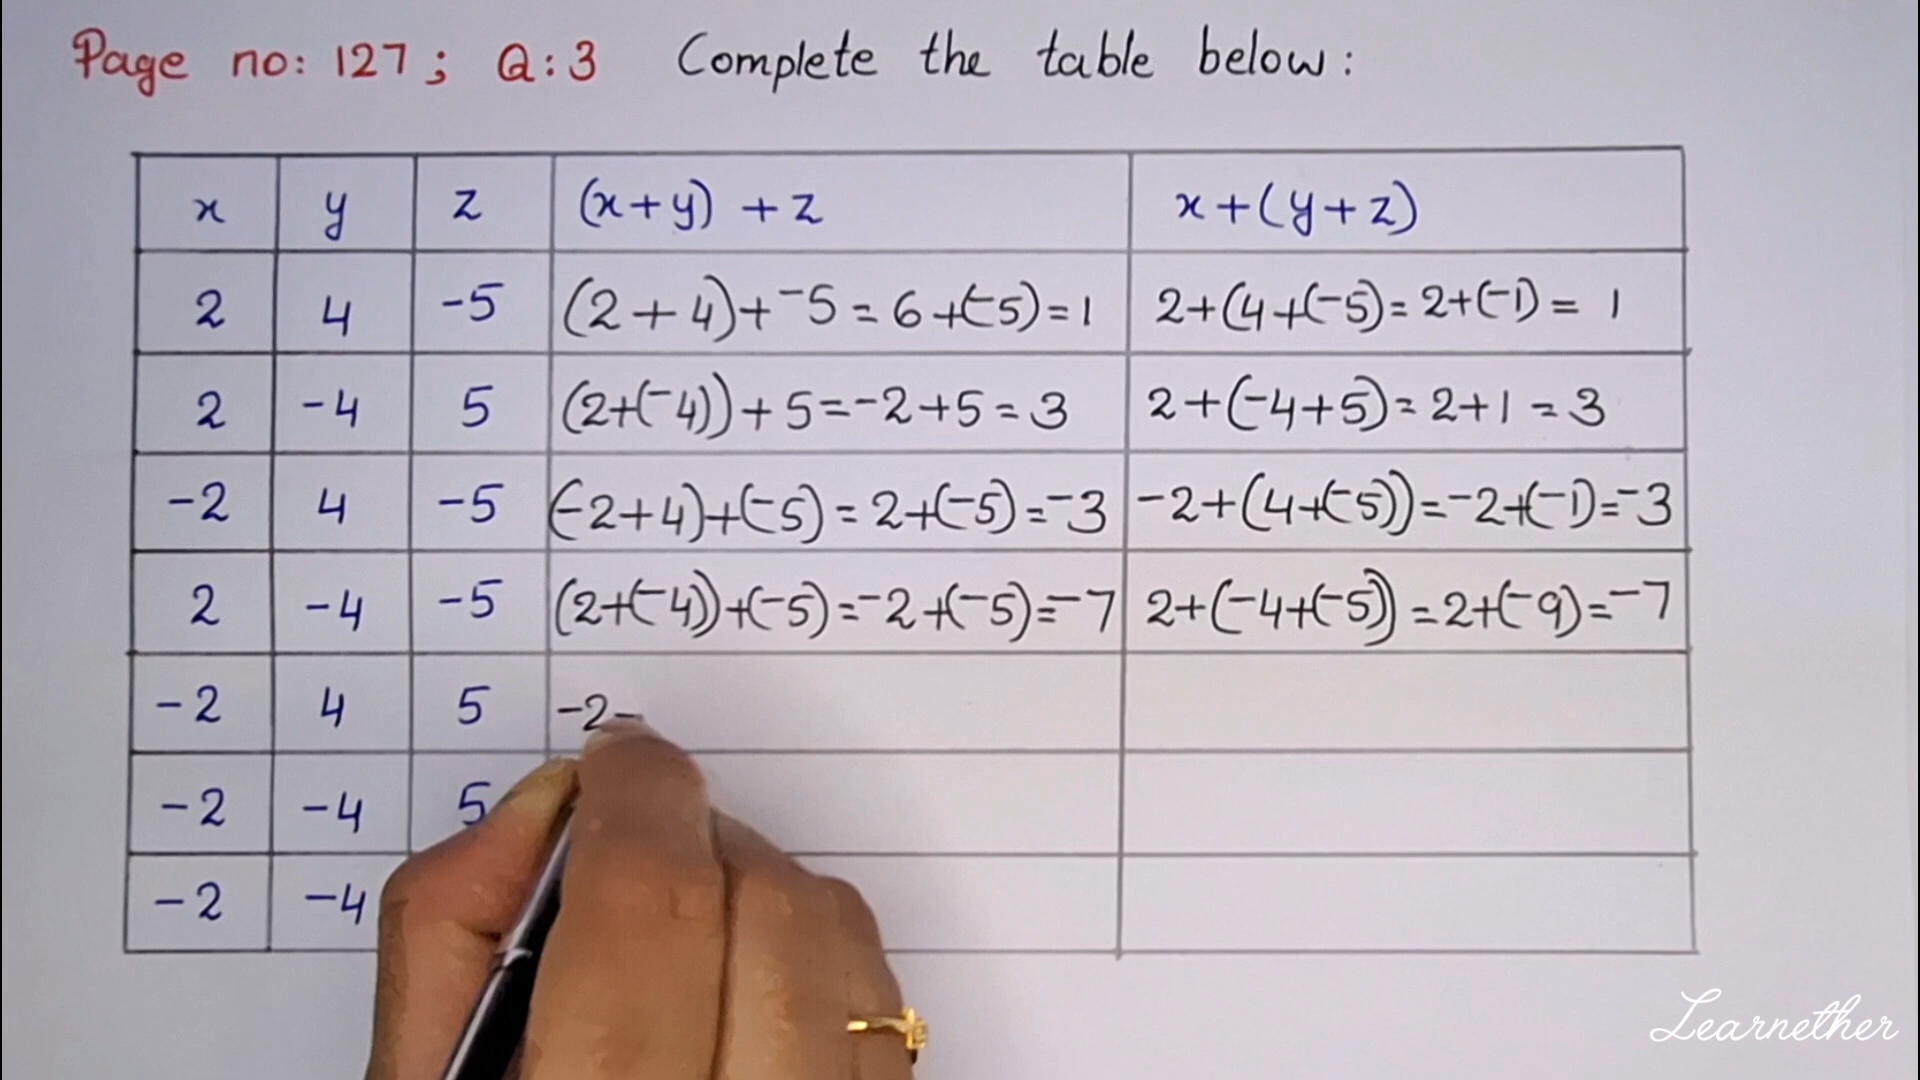 Page no: 127; Q:3 Complete the table below:
x y z (x+y) +z x+(y+z)
2 4 -5 (2+4)+-5=6+(-5)=1 2+(4+(-5)=2+(-1)= 1
2 -4 5 (2+(-4))+5=-2+5=3 2+(-4+5)=2+1=3
-2 4 -5 (-2+4)+(-5)=2+(-5)=-3 -2+(4+(-5))=-2+(-1)=-3
2 -4 -5 (2+(-4))+(-5)=-2+(-5)=-7 2+(-4+(-5))=2+(-9)=-7
-2 4 5 -2-
-2 -4 5
-2 -4
Learnether